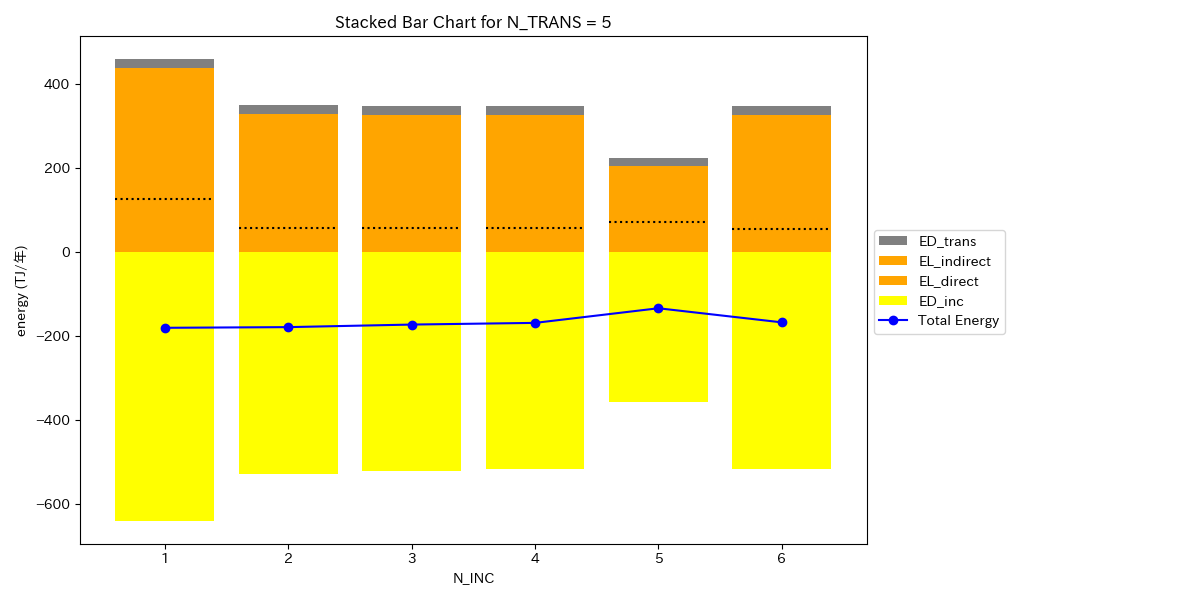 Stacked Bar Chart for N_TRANS = 5
energy (TJ/年)
400
200
0
−200
−400
−600
1 2 3 4 5 6
N_INC
ED_trans
EL_indirect
EL_direct
ED_inc
Total Energy